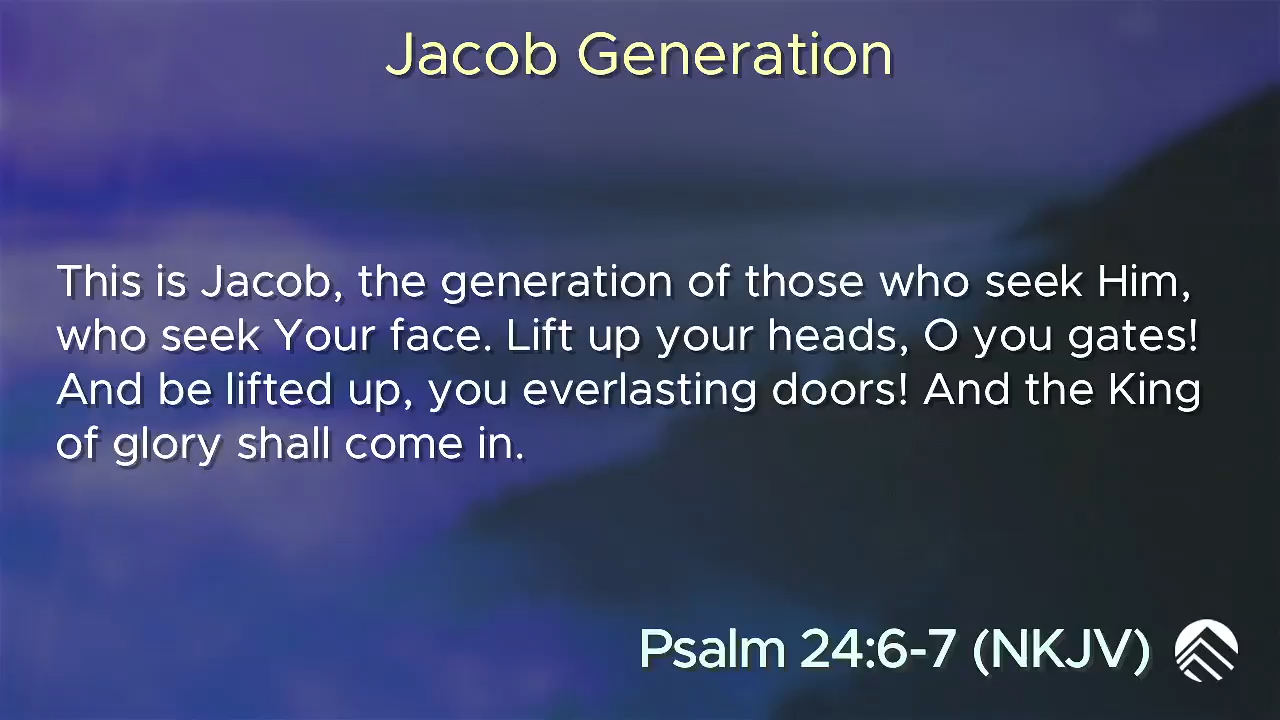 Jacob Generation
This is Jacob, the generation of those who seek Him,
who seek Your face. Lift up your heads, O you gates!
And be lifted up, you everlasting doors! And the King
of glory shall come in.
Psalm 24:6-7 (NKJV)